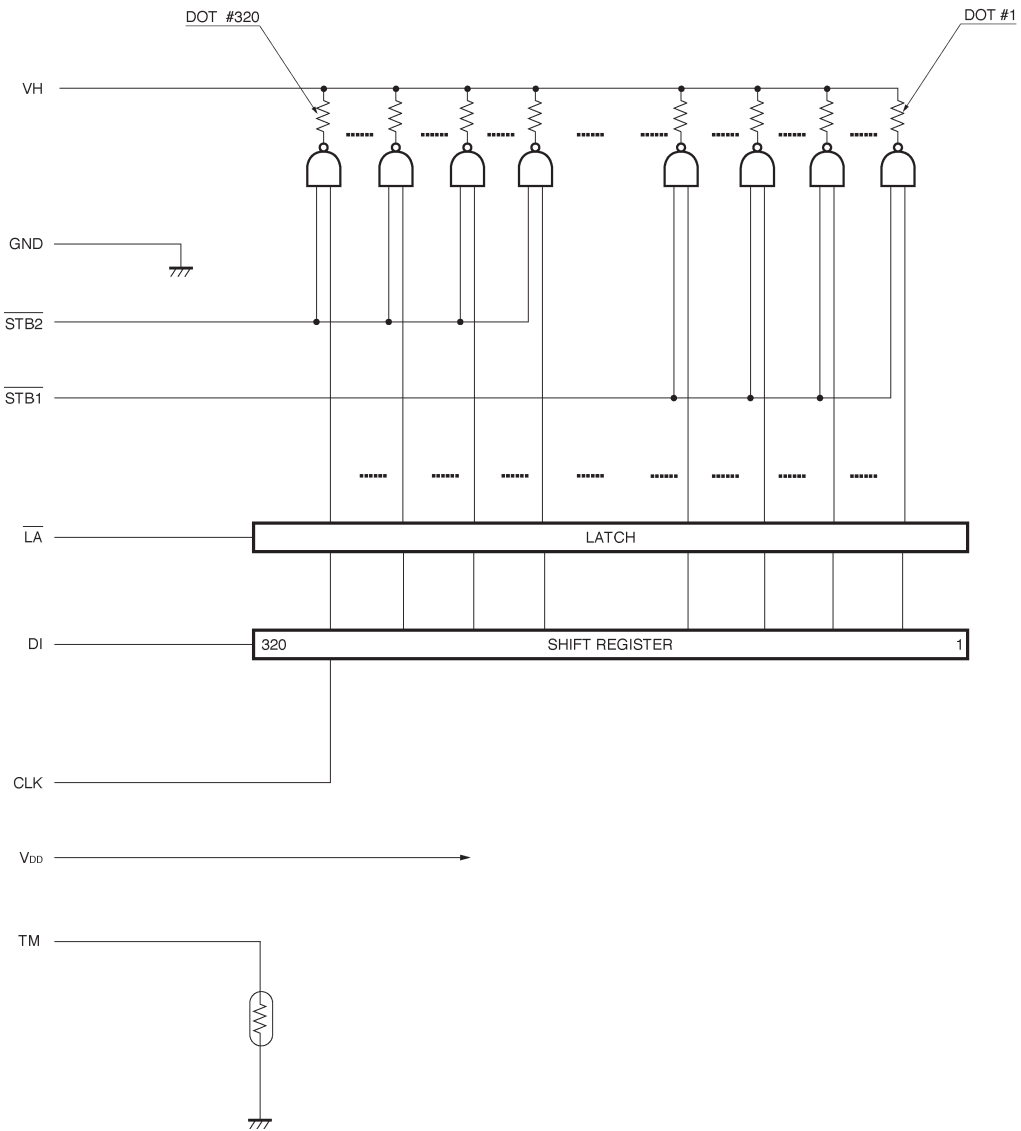 DOT #320
DOT #1
VH
GND
STB2
STB1
LA
LATCH
DI
320
SHIFT REGISTER
1
CLK
VDD
TM